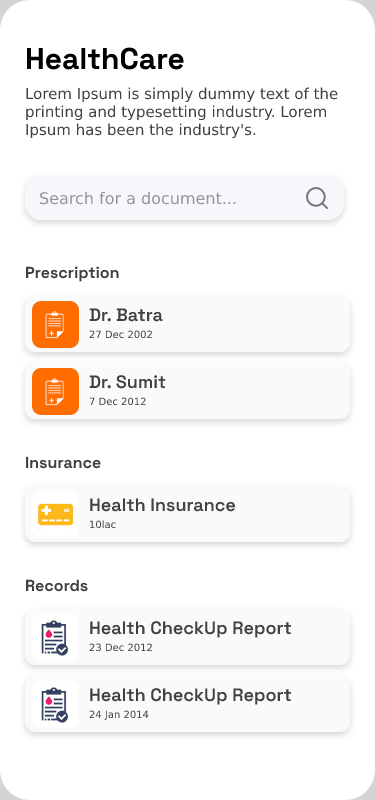 HealthCare
Lorem Ipsum is simply dummy text of the
printing and typesetting industry. Lorem
Ipsum has been the industry's.
Search for a document...
Prescription
Dr. Batra
27 Dec 2002
Dr. Sumit
7 Dec 2012
Insurance
Health Insurance
10lac
Records
Health CheckUp Report
23 Dec 2012
Health CheckUp Report
24 Jan 2014